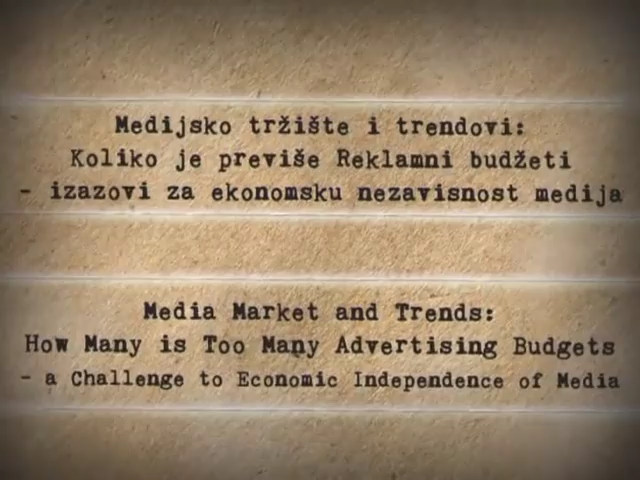 Medijsko tržište i trendovi:
Koliko je previše Reklamni budžeti
- izazovi za ekonomsku nezavisnost medija
Media Market and Trends:
How Many is Too Many Advertising Budgets
- a Challenge to Economic Independence of Media